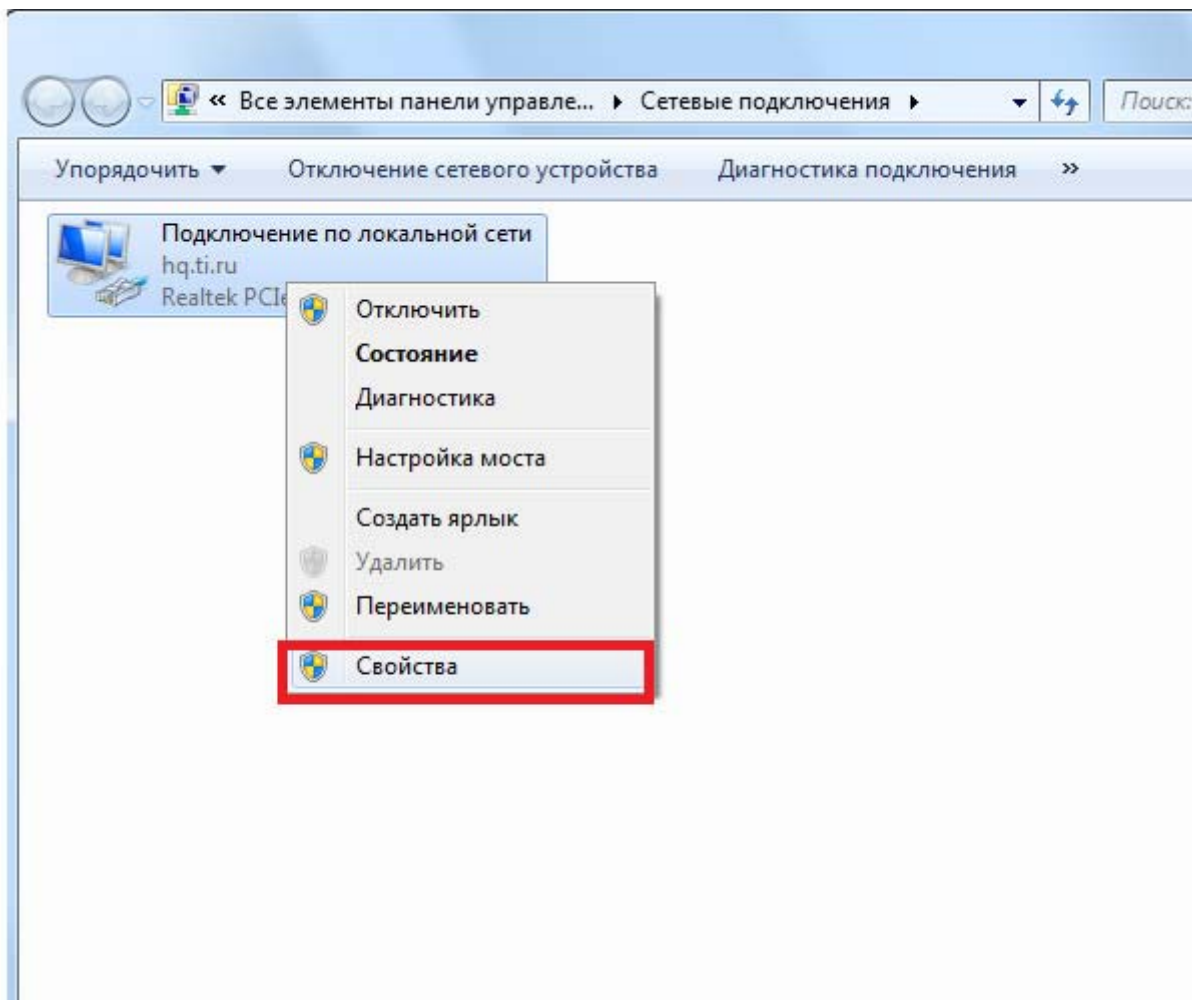 « Все элементы панели управле... Сетевые подключения Поиск:
Упорядочить Отключение сетевого устройства Диагностика подключения »
Подключение по локальной сети
hq.ti.ru
Realtek PCIe
Отключить
Состояние
Диагностика
Настройка моста
Создать ярлык
Удалить
Переименовать
Свойства